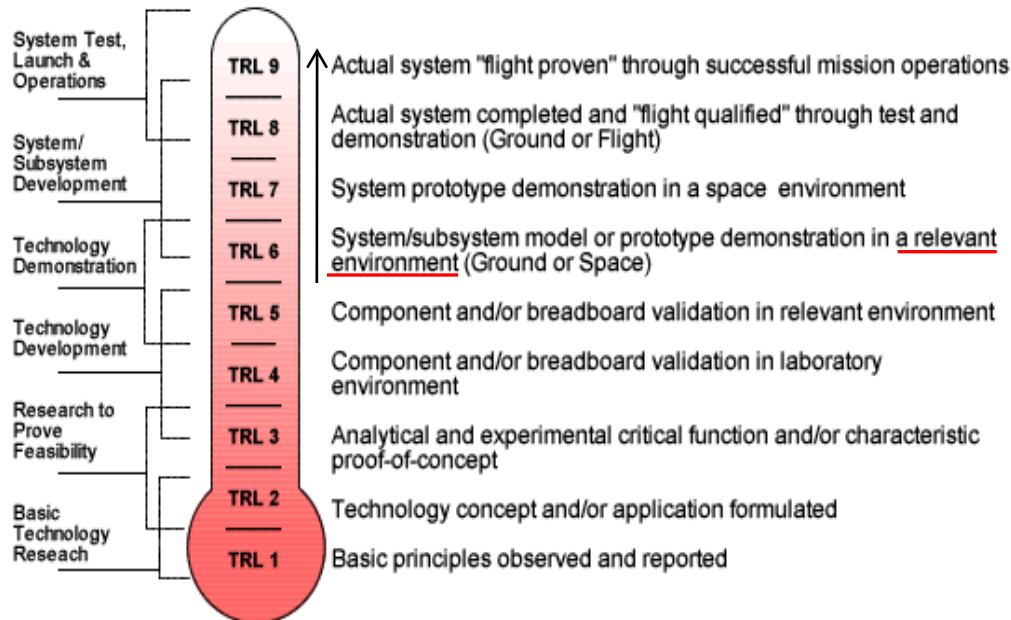 System Test,
Launch &
Operations
System/
Subsystem
Development
Technology
Demonstration
Technology
Development
Research to
Prove
Feasibility
Basic
Technology
Reseach
TRL 9
TRL 8
TRL 7
TRL 6
TRL 5
TRL 4
TRL 3
TRL 2
TRL 1
Actual system "flight proven" through successful mission operations
Actual system completed and "flight qualified" through test and
demonstration (Ground or Flight)
System prototype demonstration in a space environment
System/subsystem model or prototype demonstration in a relevant
environment (Ground or Space)
Component and/or breadboard validation in relevant environment
Component and/or breadboard validation in laboratory
environment
Analytical and experimental critical function and/or characteristic
proof-of-concept
Technology concept and/or application formulated
Basic principles observed and reported